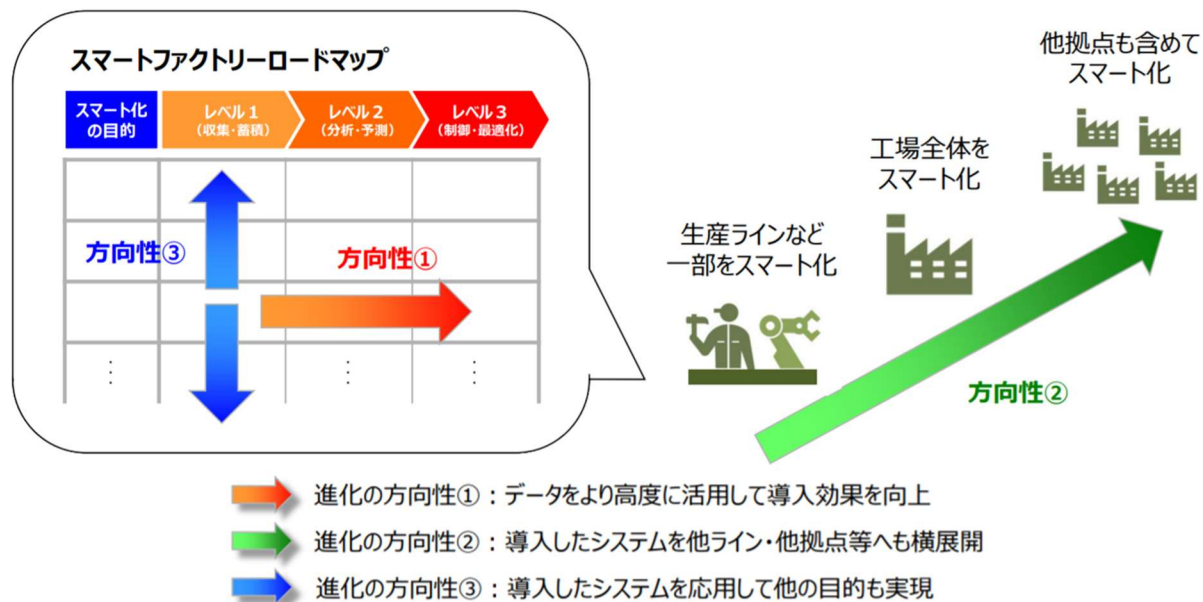 スマートファクトリーロードマップ
スマート化
の目的
レベル1
(収集・蓄積)
レベル2
(分析・予測)
レベル3
(制御・最適化)
方向性③
方向性①
⋮
⋮
⋮
生産ラインなど
一部をスマート化
工場全体を
スマート化
他拠点も含めて
スマート化
方向性②
進化の方向性①：データをより高度に活用して導入効果を向上
進化の方向性②：導入したシステムを他ライン・他拠点等へも横展開
進化の方向性③：導入したシステムを応用して他の目的も実現